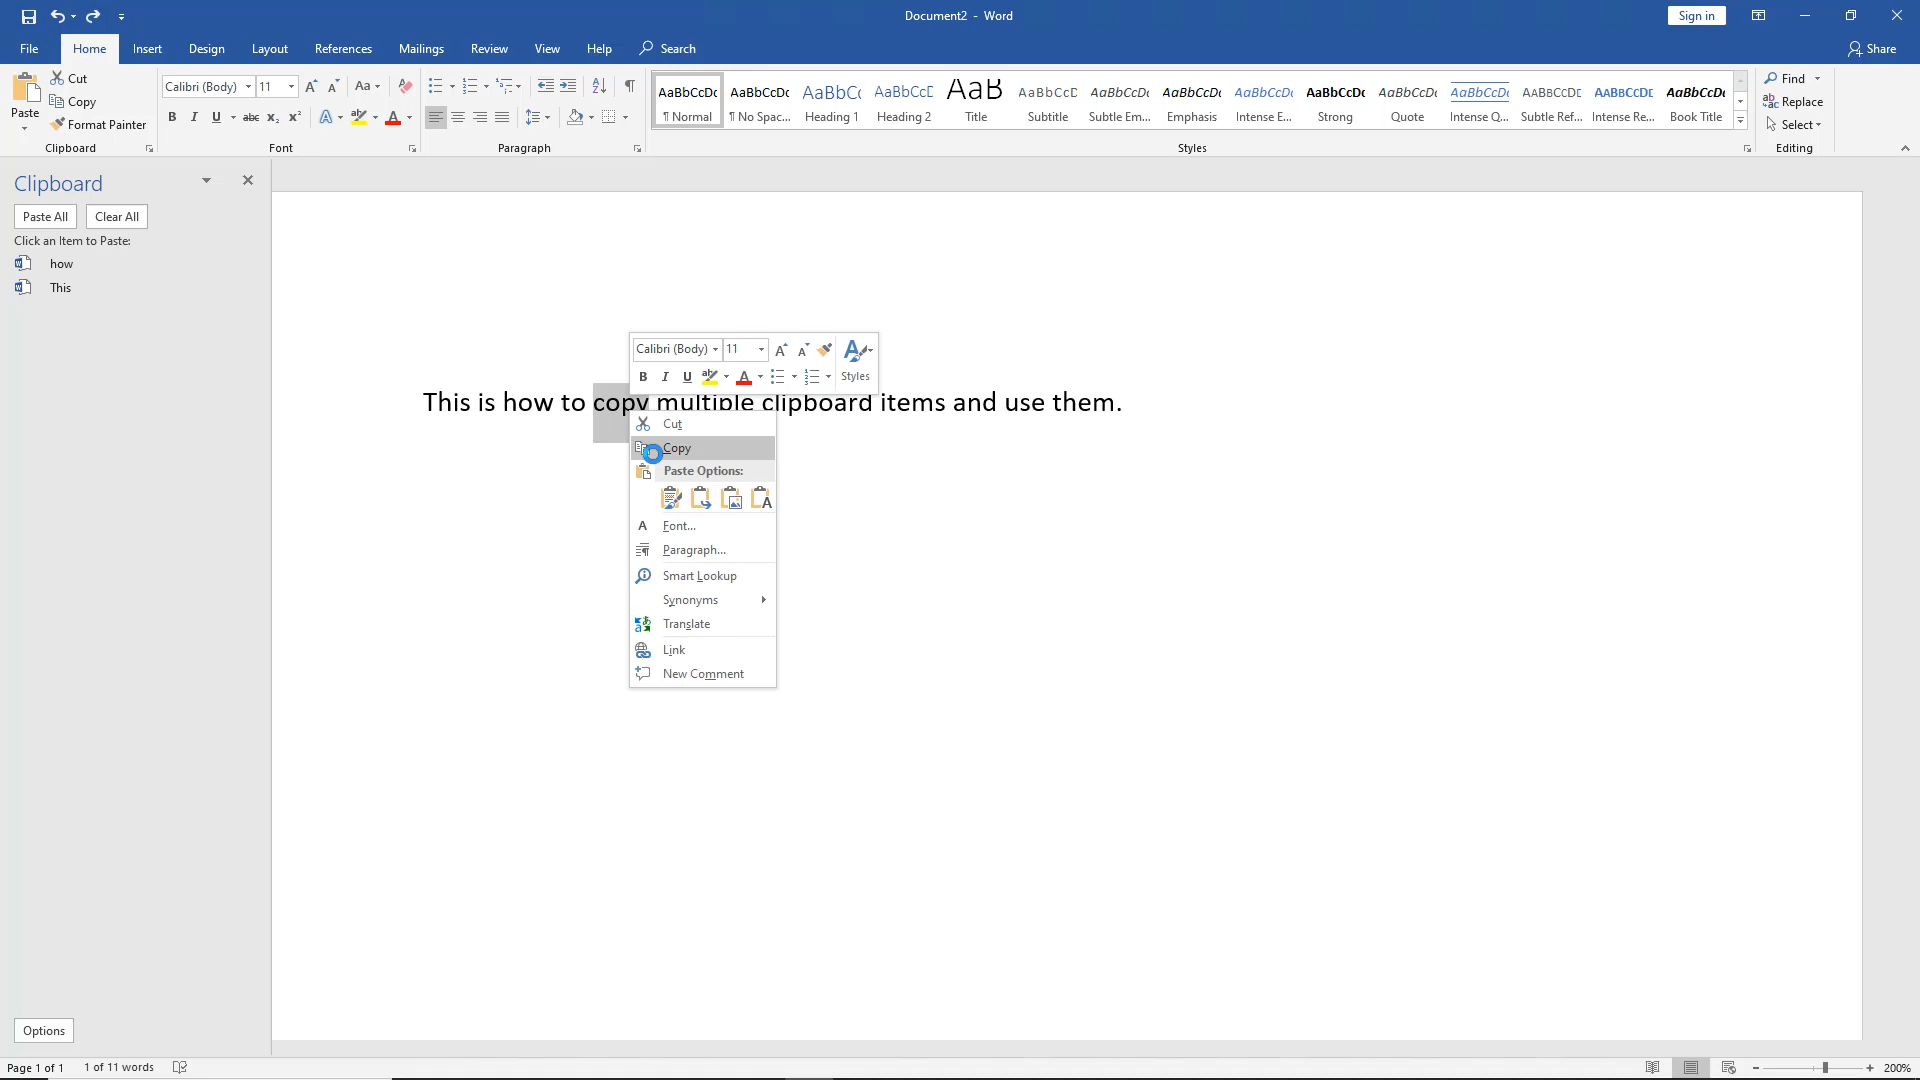 Document2 - Word
Sign in
File Home Insert Design Layout References Mailings Review View Help Search Share
Paste
Cut
Copy
Format Painter
Clipboard
Calibri (Body) 11
Font
Paragraph
AaBbCcDc AaBbCcDc AaBbCc AaBbCcD AaB AaBbCcD AaBbCcDc AaBbCcDc AaBbCcDc AaBbCcDc AaBbCcDc AaBbCcDc AABBCCDD AABBCCDD AaBbCcDc
¶ Normal ¶ No Spac... Heading 1 Heading 2 Title Subtitle Subtle Em... Emphasis Intense E... Strong Quote Intense Q... Subtle Ref... Intense Re... Book Title
Styles
Find
Replace
Select
Editing
Clipboard
Paste All Clear All
Click an Item to Paste:
how
This
Calibri (Body) 11
B I U A Styles
This is how to copy multiple clipboard items and use them.
Cut
Copy
Paste Options:
Font...
Paragraph...
Smart Lookup
Synonyms
Translate
Link
New Comment
Options
Page 1 of 1 1 of 11 words 200%